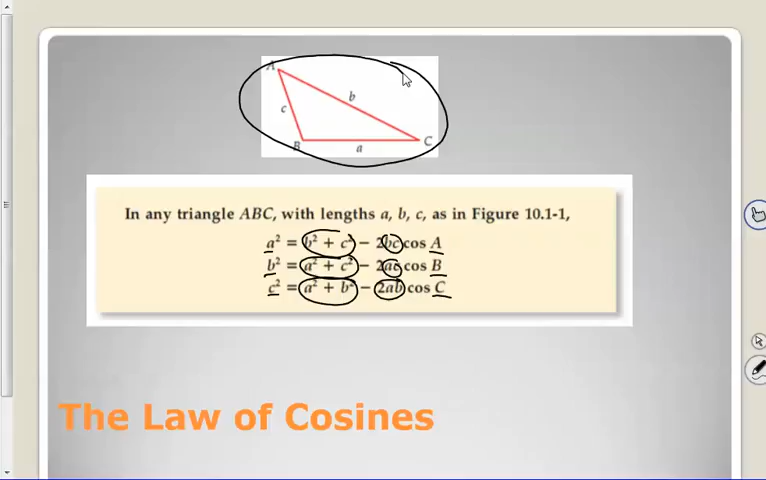 A
b
c
B
a
C
In any triangle ABC, with lengths a, b, c, as in Figure 10.1-1,
a² = b² + c² − 2bc cos A
b² = a² + c² − 2ac cos B
c² = a² + b² − 2ab cos C
The Law of Cosines